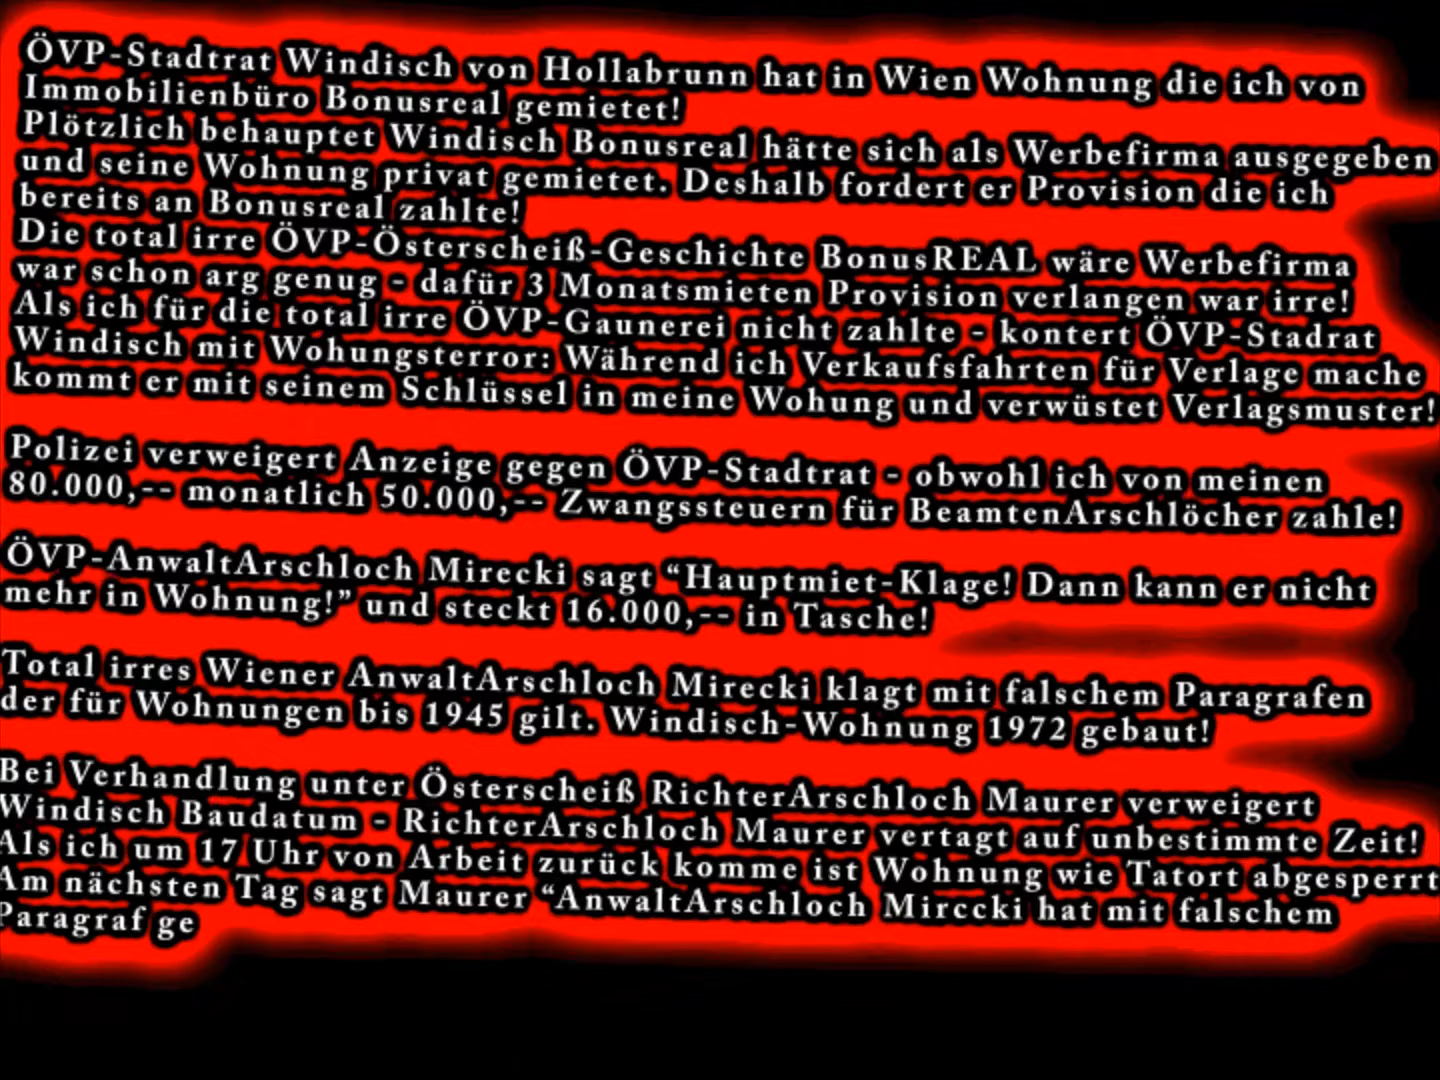 ÖVP-Stadtrat Windisch von Hollabrunn hat in Wien Wohnung die ich von
Immobilienbüro Bonusreal gemietet!
Plötzlich behauptet Windisch Bonusreal hätte sich als Werbefirma ausgegeben
und seine Wohnung privat gemietet. Deshalb fordert er Provision die ich
bereits an Bonusreal zahlte!
Die total irre ÖVP-Österscheiß-Geschichte BonusREAL wäre Werbefirma
war schon arg genug - dafür 3 Monatsmieten Provision verlangen war irre!
Als ich für die total irre ÖVP-Gaunerei nicht zahlte - kontert ÖVP-Stadrat
Windisch mit Wohungsterror: Während ich Verkaufsfahrten für Verlage mache
kommt er mit seinem Schlüssel in meine Wohung und verwüstet Verlagsmuster!
Polizei verweigert Anzeige gegen ÖVP-Stadtrat - obwohl ich von meinen
80.000,-- monatlich 50.000,-- Zwangssteuern für BeamtenArschlöcher zahle!
ÖVP-AnwaltArschloch Mirecki sagt “Hauptmiet-Klage! Dann kann er nicht
mehr in Wohnung!” und steckt 16.000,-- in Tasche!
Total irres Wiener AnwaltArschloch Mirecki klagt mit falschem Paragrafen
der für Wohnungen bis 1945 gilt. Windisch-Wohnung 1972 gebaut!
Bei Verhandlung unter Österscheiß RichterArschloch Maurer verweigert
Windisch Baudatum - RichterArschloch Maurer vertagt auf unbestimmte Zeit!
Als ich um 17 Uhr von Arbeit zurück komme ist Wohnung wie Tatort abgesperrt
Am nächsten Tag sagt Maurer “AnwaltArschloch Mirccki hat mit falschem
Paragraf ge